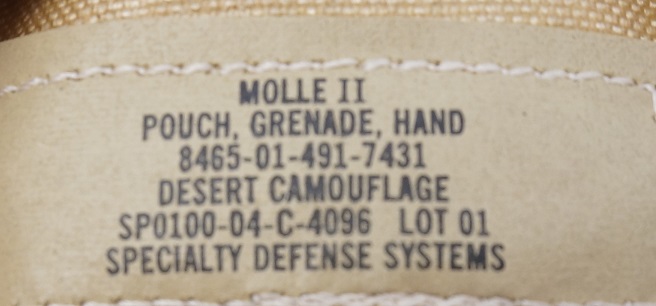 MOLLE II
POUCH, GRENADE, HAND
8465-01-491-7431
DESERT CAMOUFLAGE
SP0100-04-C-4096 LOT 01
SPECIALTY DEFENSE SYSTEMS